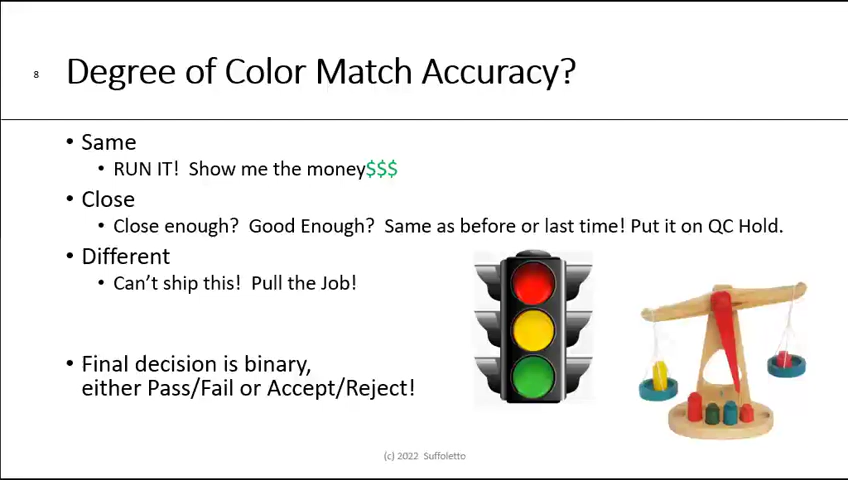 8
Degree of Color Match Accuracy?
• Same
• RUN IT!  Show me the money$$$
• Close
• Close enough?  Good Enough?  Same as before or last time! Put it on QC Hold.
• Different
• Can’t ship this!  Pull the Job!
• Final decision is binary,
either Pass/Fail or Accept/Reject!
(c) 2022  Suffoletto